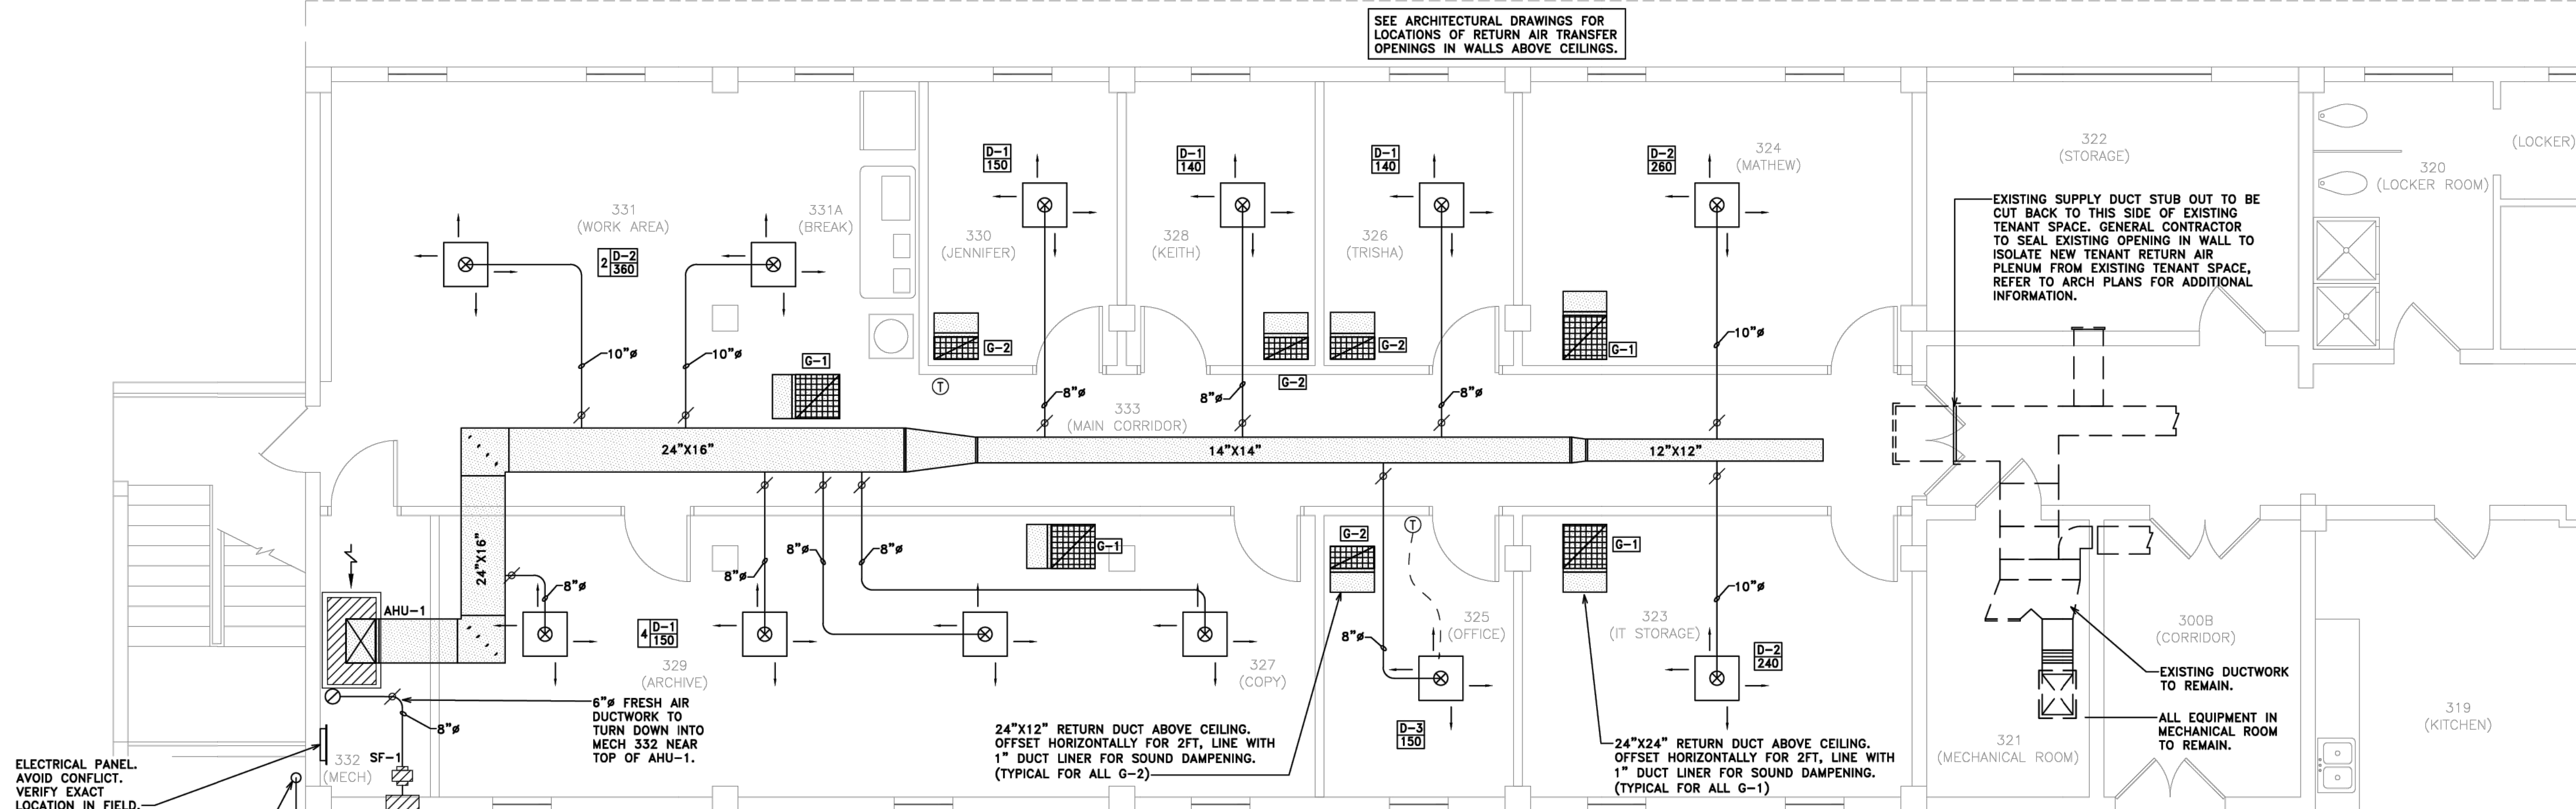 SEE ARCHITECTURAL DRAWINGS FOR
LOCATIONS OF RETURN AIR TRANSFER
OPENINGS IN WALLS ABOVE CEILINGS.
331
(WORK AREA)
2 D-2
360
331A
(BREAK)
D-1
150
330
(JENNIFER)
D-1
140
328
(KEITH)
D-1
140
326
(TRISHA)
D-2
260
324
(MATHEW)
322
(STORAGE)
320
(LOCKER ROOM)
(LOCKER)
EXISTING SUPPLY DUCT STUB OUT TO BE
CUT BACK TO THIS SIDE OF EXISTING
TENANT SPACE. GENERAL CONTRACTOR
TO SEAL EXISTING OPENING IN WALL TO
ISOLATE NEW TENANT RETURN AIR
PLENUM FROM EXISTING TENANT SPACE,
REFER TO ARCH PLANS FOR ADDITIONAL
INFORMATION.
10"ø
10"ø
G-1
G-2
G-2
G-2
G-1
10"ø
T
8"ø
8"ø
8"ø
333
(MAIN CORRIDOR)
24"X16"
14"X14"
12"X12"
24"X16"
8"ø
8"ø
8"ø
8"ø
G-1
T
G-2
G-1
10"ø
AHU-1
4 D-1
150
329
(ARCHIVE)
327
(COPY)
8"ø
325
(OFFICE)
D-3
150
323
(IT STORAGE)
D-2
240
300B
(CORRIDOR)
EXISTING DUCTWORK
TO REMAIN.
ALL EQUIPMENT IN
MECHANICAL ROOM
TO REMAIN.
321
(MECHANICAL ROOM)
319
(KITCHEN)
6"ø FRESH AIR
DUCTWORK TO
TURN DOWN INTO
MECH 332 NEAR
TOP OF AHU-1.
8"ø
SF-1
332
(MECH)
24"X12" RETURN DUCT ABOVE CEILING.
OFFSET HORIZONTALLY FOR 2FT, LINE WITH
1" DUCT LINER FOR SOUND DAMPENING.
(TYPICAL FOR ALL G-2)
24"X24" RETURN DUCT ABOVE CEILING.
OFFSET HORIZONTALLY FOR 2FT, LINE WITH
1" DUCT LINER FOR SOUND DAMPENING.
(TYPICAL FOR ALL G-1)
ELECTRICAL PANEL.
AVOID CONFLICT.
VERIFY EXACT
LOCATION IN FIELD.